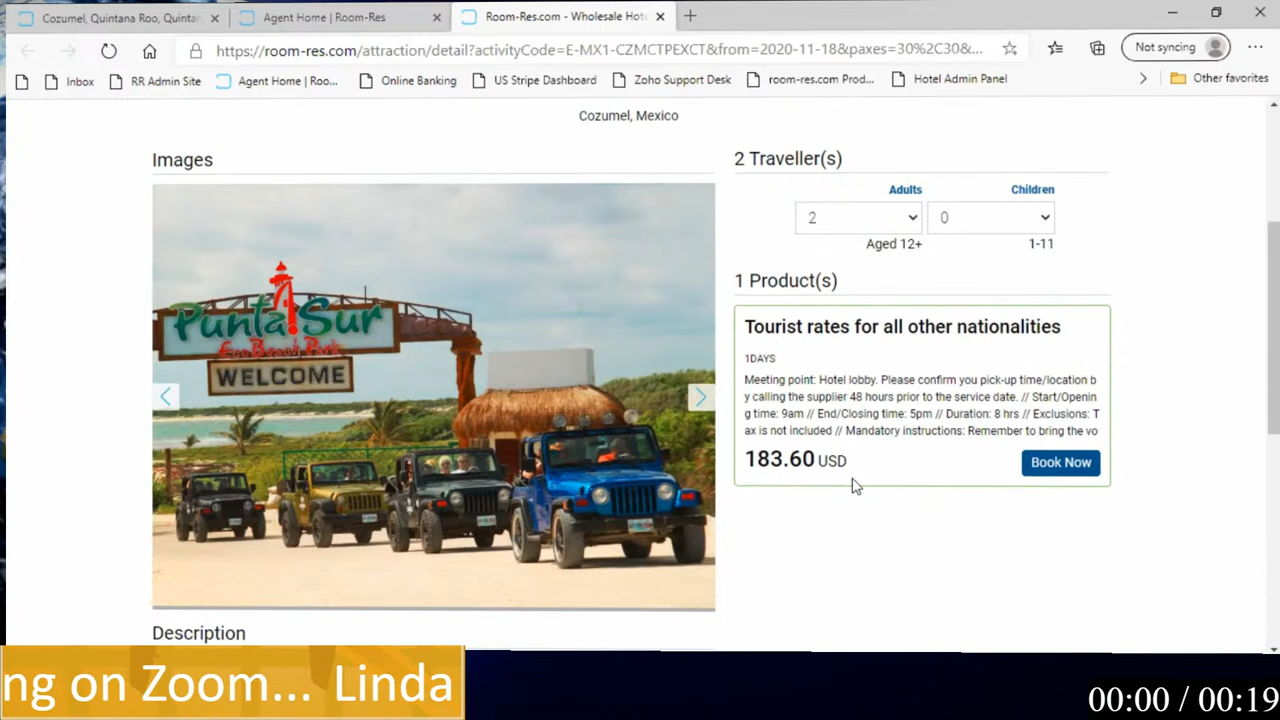 Cozumel, Quintana Roo, Quinta
Agent Home | Room-Res
Room-Res.com - Wholesale Hot
https://room-res.com/attraction/detail?activityCode=E-MX1-CZMCTPEXCT&from=2020-11-18&paxes=30%2C30&...
Not syncing
Inbox
RR Admin Site
Agent Home | Roo...
Online Banking
US Stripe Dashboard
Zoho Support Desk
room-res.com Prod...
Hotel Admin Panel
Other favorites
Cozumel, Mexico
Images
Punta Sur
Eco Beach Park
WELCOME
2 Traveller(s)
Adults Children
2 0
Aged 12+ 1-11
1 Product(s)
Tourist rates for all other nationalities
1DAYS
Meeting point: Hotel lobby. Please confirm you pick-up time/location b
y calling the supplier 48 hours prior to the service date. // Start/Openin
g time: 9am // End/Closing time: 5pm // Duration: 8 hrs // Exclusions: T
ax is not included // Mandatory instructions: Remember to bring the vo
183.60 USD
Book Now
Description
ng on Zoom... Linda
00:00 / 00:19